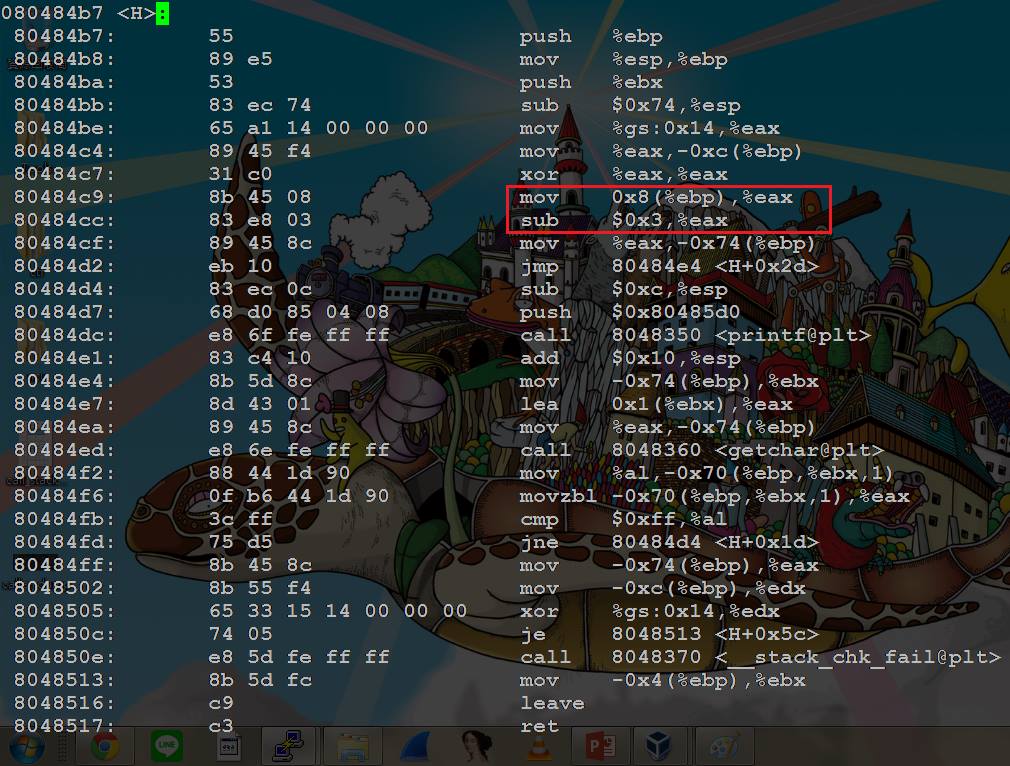 080484b7 <H>:
80484b7: 55 push %ebp
80484b8: 89 e5 mov %esp,%ebp
80484ba: 53 push %ebx
80484bb: 83 ec 74 sub $0x74,%esp
80484be: 65 a1 14 00 00 00 mov %gs:0x14,%eax
80484c4: 89 45 f4 mov %eax,-0xc(%ebp)
80484c7: 31 c0 xor %eax,%eax
80484c9: 8b 45 08 mov 0x8(%ebp),%eax
80484cc: 83 e8 03 sub $0x3,%eax
80484cf: 89 45 8c mov %eax,-0x74(%ebp)
80484d2: eb 10 jmp 80484e4 <H+0x2d>
80484d4: 83 ec 0c sub $0xc,%esp
80484d7: 68 d0 85 04 08 push $0x80485d0
80484dc: e8 6f fe ff ff call 8048350 <printf@plt>
80484e1: 83 c4 10 add $0x10,%esp
80484e4: 8b 5d 8c mov -0x74(%ebp),%ebx
80484e7: 8d 43 01 lea 0x1(%ebx),%eax
80484ea: 89 45 8c mov %eax,-0x74(%ebp)
80484ed: e8 6e fe ff ff call 8048360 <getchar@plt>
80484f2: 88 44 1d 90 mov %al,-0x70(%ebp,%ebx,1)
80484f6: 0f b6 44 1d 90 movzbl -0x70(%ebp,%ebx,1),%eax
80484fb: 3c ff cmp $0xff,%al
80484fd: 75 d5 jne 80484d4 <H+0x1d>
80484ff: 8b 45 8c mov -0x74(%ebp),%eax
8048502: 8b 55 f4 mov -0xc(%ebp),%edx
8048505: 65 33 15 14 00 00 00 xor %gs:0x14,%edx
804850c: 74 05 je 8048513 <H+0x5c>
804850e: e8 5d fe ff ff call 8048370 <__stack_chk_fail@plt>
8048513: 8b 5d fc mov -0x4(%ebp),%ebx
8048516: c9 leave
8048517: c3 ret
LINE